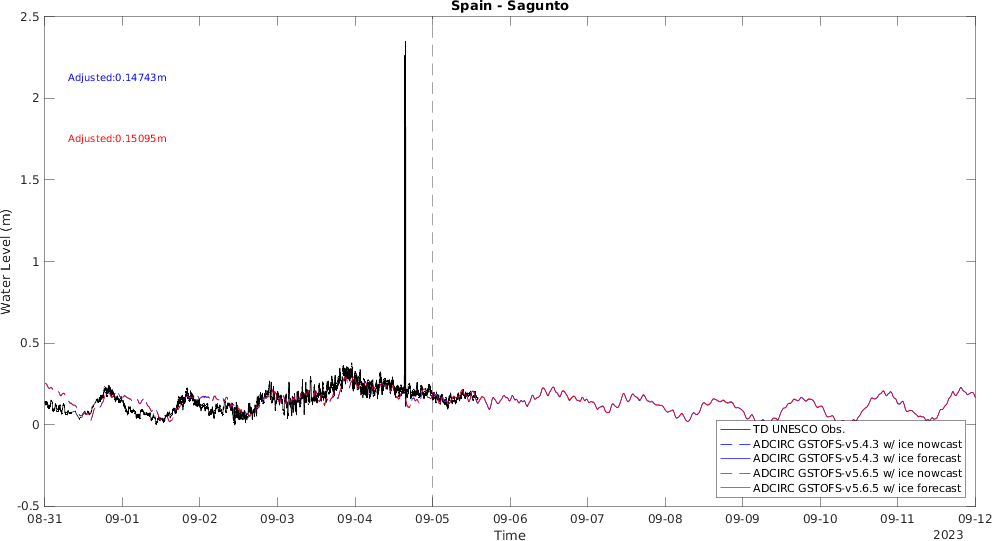 Spain - Sagunto
2.5
Adjusted:0.14743m
2
Adjusted:0.15095m
1.5
Water Level (m)
1
0.5
0
TD UNESCO Obs.
ADCIRC GSTOFS-v5.4.3 w/ ice nowcast
ADCIRC GSTOFS-v5.4.3 w/ ice forecast
ADCIRC GSTOFS-v5.6.5 w/ ice nowcast
ADCIRC GSTOFS-v5.6.5 w/ ice forecast
-0.5
08-31 09-01 09-02 09-03 09-04 09-05 09-06 09-07 09-08 09-09 09-10 09-11 09-12
Time
2023